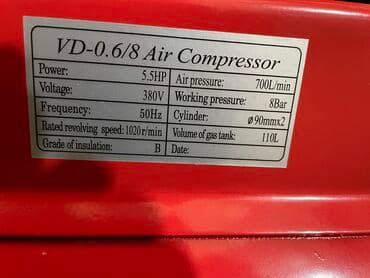 VD-0.6/8 Air Compressor
Power: 5.5HP Air pressure: 700L/min
Voltage: 380V Working pressure: 8Bar
Frequency: 50Hz Cylinder: ø90mmx2
Rated revolving speed: 1020 r/min Volume of gas tank: 110L
Grade of insulation: B Date: